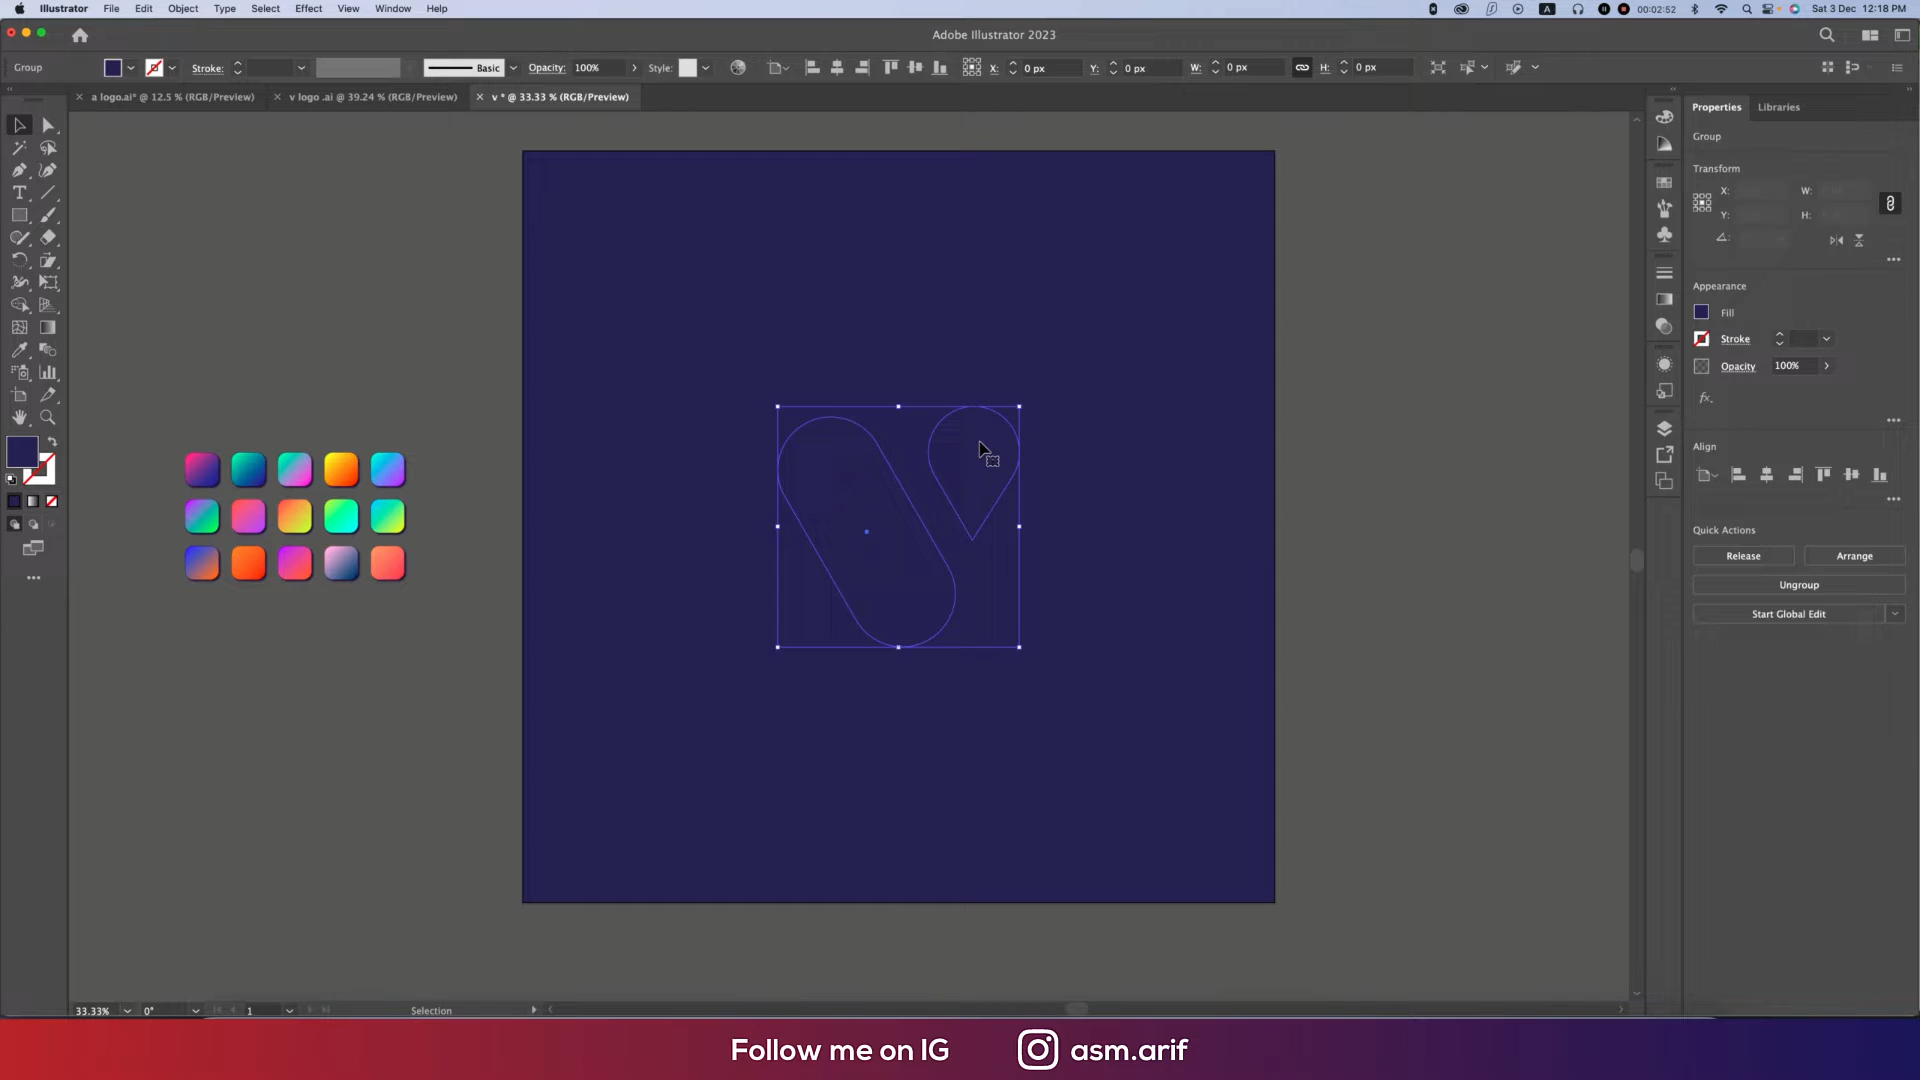 Illustrator File Edit Object Type Select Effect View Window Help
A 00:02:52 Sat 3 Dec 12:18 PM
Adobe Illustrator 2023
Group Stroke: Basic Opacity: 100% Style: X: 0 px Y: 0 px W: 0 px H: 0 px
a logo.ai* @ 12.5 % (RGB/Preview) v logo .ai @ 39.24 % (RGB/Preview) v * @ 33.33 % (RGB/Preview)
Properties Libraries
Group
Transform
X: W:
Y: H:
Appearance
Fill
Stroke
Opacity 100%
fx.
Align
Quick Actions
Release Arrange
Ungroup
Start Global Edit
33.33% 0° 1 Selection
Follow me on IG asm.arif